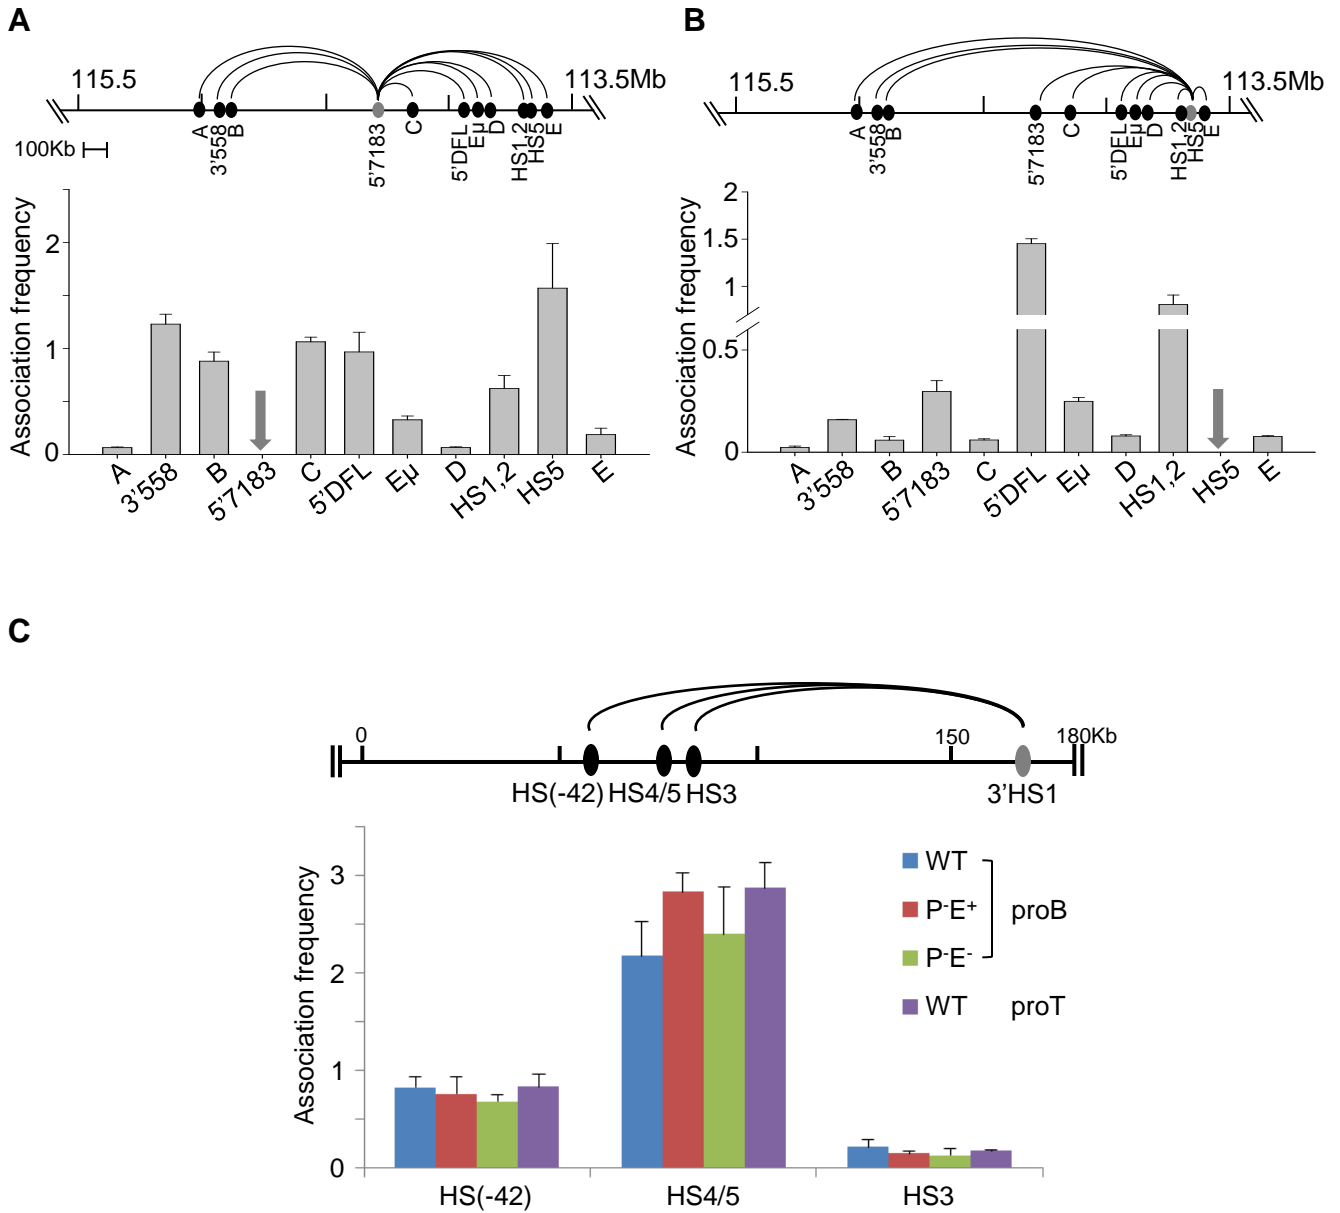 A
115.5
113.5Mb
A
3'558
B
5'7183
C
5'DFL
Eμ
D
HS1,2
HS5
E
100Kb
Association frequency
2
1
0
A
3'558
B
5'7183
C
5'DFL
Eμ
D
HS1,2
HS5
E
B
115.5
113.5Mb
A
3'558
B
5'7183
C
5'DFL
Eμ
D
HS1,2
HS5
E
Association frequency
2
1.5
1
0.5
0
A
3'558
B
5'7183
C
5'DFL
Eμ
D
HS1,2
HS5
E
C
0
150
180Kb
HS(-42)
HS4/5
HS3
3'HS1
Association frequency
3
2
1
0
WT
P-E+
proB
P-E-
WT
proT
HS(-42)
HS4/5
HS3